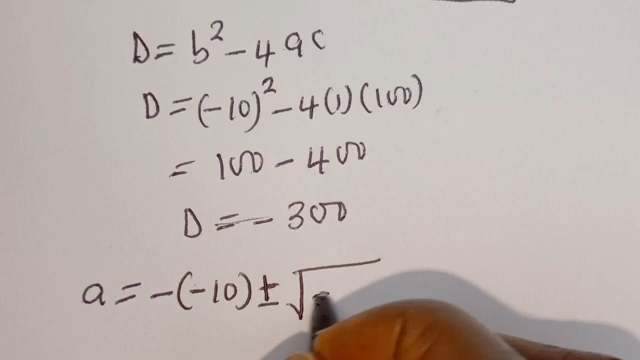 D = b² - 4ac
D = (-10)² - 4(1)(100)
= 100 - 400
D = - 300
a = -(-10) ± √-